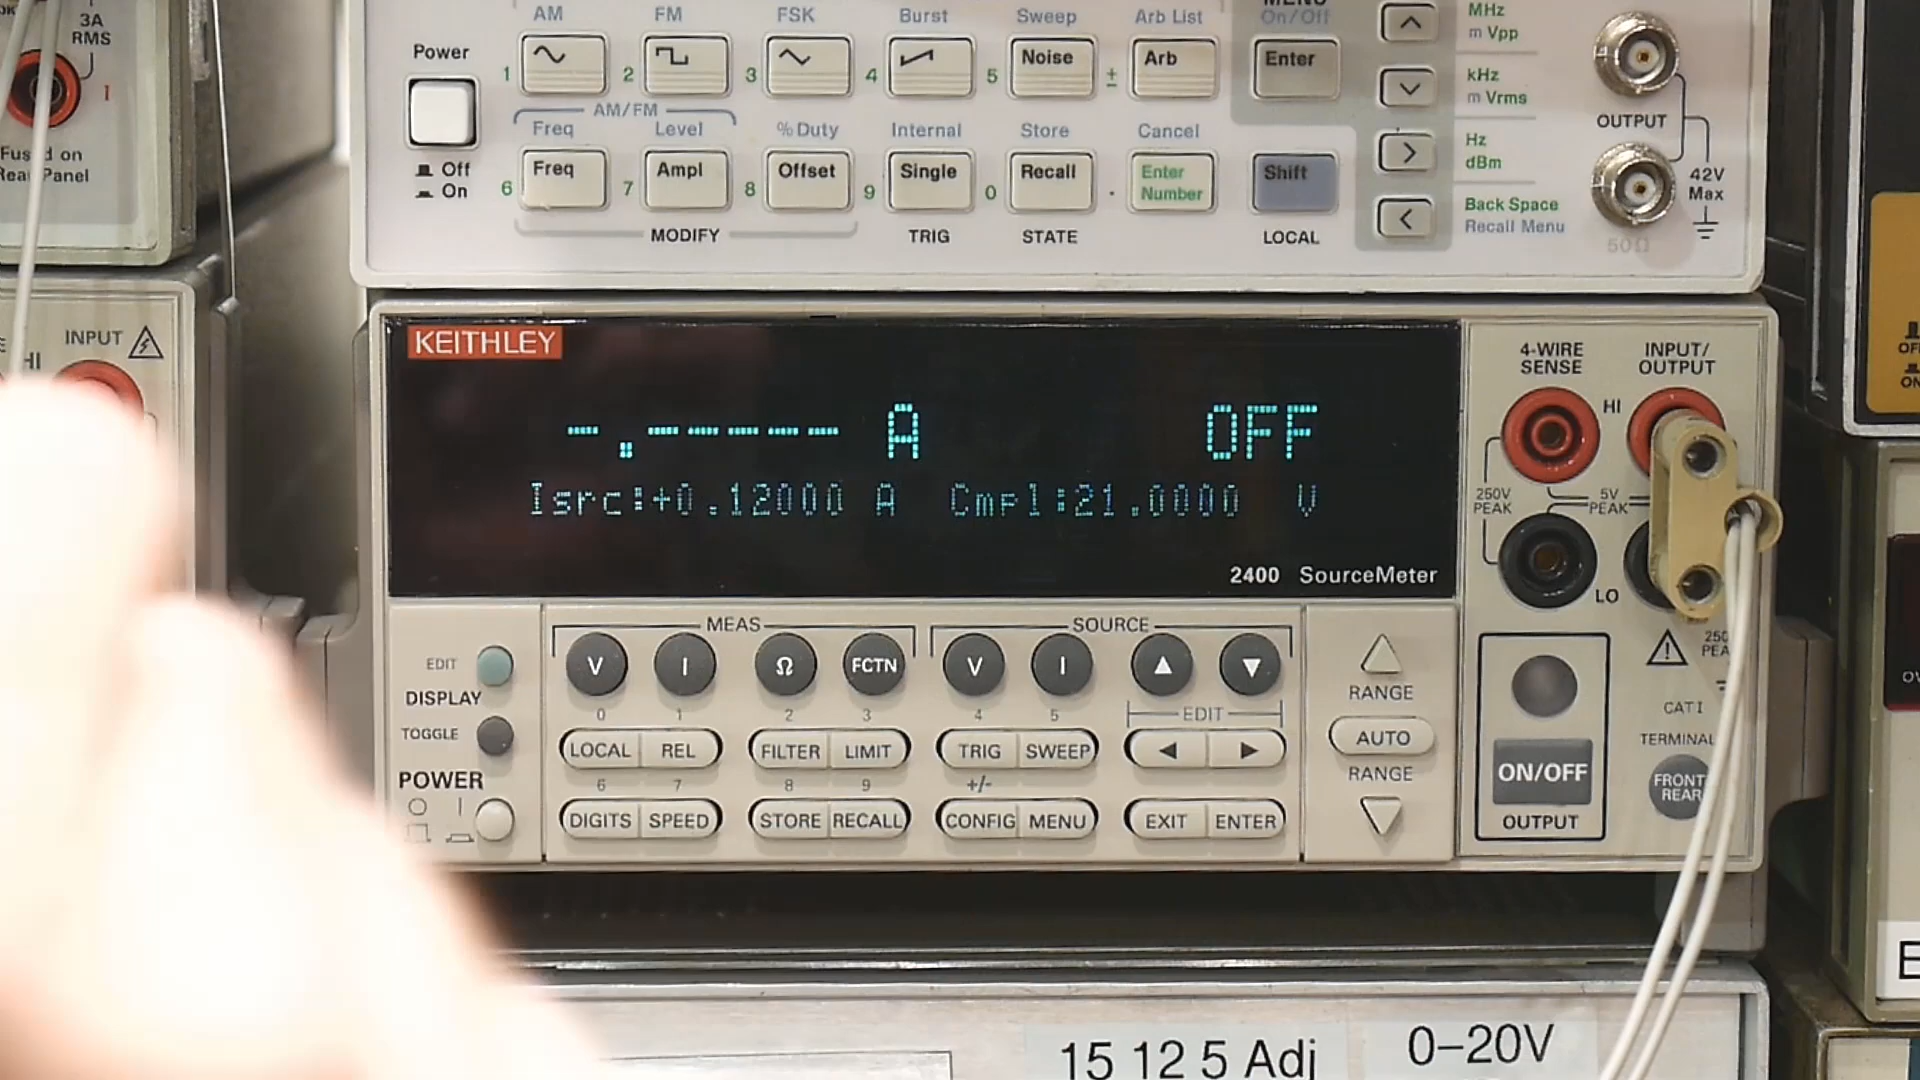 3A
RMS
Fused on
Rear Panel
INPUT
HI
Power
Off
On
AM FM FSK Burst Sweep Arb List
On/Off
1 2 3 4 5 Noise ± Arb Enter
AM/FM
Freq Level %Duty Internal Store Cancel
6 Freq 7 Ampl 8 Offset 9 Single 0 Recall . Enter Number Shift
MODIFY TRIG STATE LOCAL
MHz
m Vpp
kHz
m Vrms
Hz
dBm
Back Space
Recall Menu
OUTPUT
42V
Max
50Ω
KEITHLEY
-.----- A OFF
Isrc:+0.12000 A Cmpl:21.0000 V
2400 SourceMeter
4-WIRE
SENSE
INPUT/
OUTPUT
HI
250V
PEAK
5V
PEAK
LO
EDIT
DISPLAY
TOGGLE
POWER
MEAS SOURCE
V I Ω FCTN V I ▲ ▼
0 1 2 3 4 5 EDIT
LOCAL REL FILTER LIMIT TRIG SWEEP ◀ ▶
6 7 8 9 +/-
DIGITS SPEED STORE RECALL CONFIG MENU EXIT ENTER
RANGE
AUTO
RANGE
ON/OFF
OUTPUT
CAT I
FRONT
REAR
15 12 5 Adj
0-20V